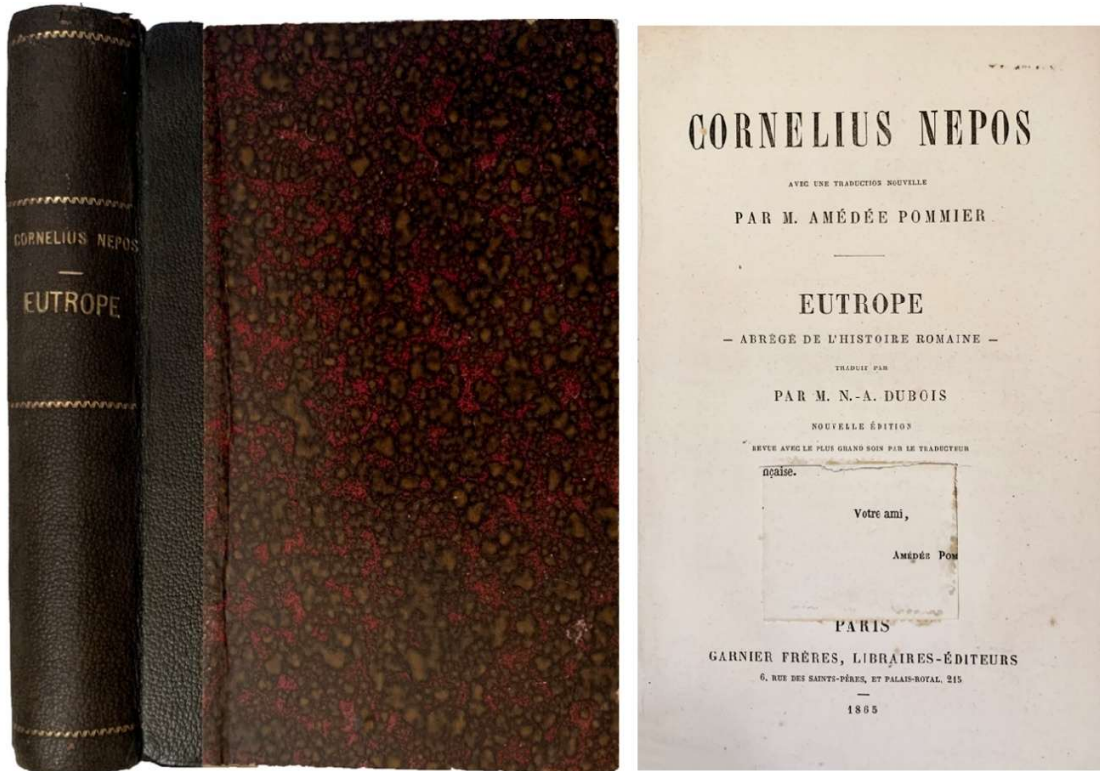 CORNELIUS NEPOS
EUTROPE
CORNELIUS NEPOS
AVEC UNE TRADUCTION NOUVELLE
PAR M. AMÉDÉE POMMIER
EUTROPE
— ABRÉGÉ DE L'HISTOIRE ROMAINE —
TRADUIT PAR
PAR M. N.-A. DUBOIS
NOUVELLE ÉDITION
REVUE AVEC LE PLUS GRAND SOIN PAR LE TRADUCTEUR
nçaise.
Votre ami,
AMÉDÉE POM
PARIS
GARNIER FRÈRES, LIBRAIRES-ÉDITEURS
6, RUE DES SAINTS-PÈRES, ET PALAIS-ROYAL, 215
1865